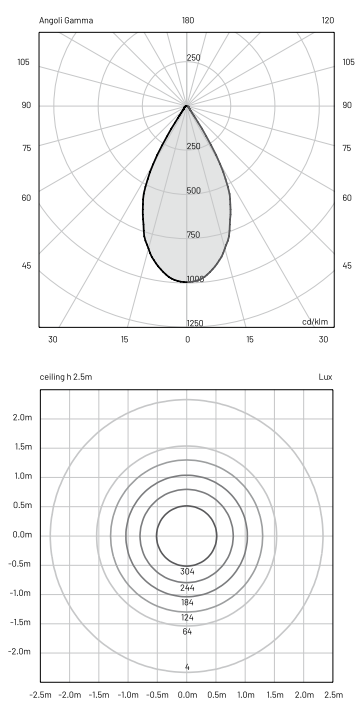 Angoli Gamma 180 120
250
105 105
90 90
75 75
250
60 60
500
750
45 45
1000
1250 cd/klm
30 15 0 15 30
ceiling h 2.5m Lux
2.0m
1.5m
1.0m
0.5m
0.0m
-0.5m
304
244
-1.0m
184
124
-1.5m
64
-2.0m
4
-2.5m -2.0m -1.5m -1.0m -0.5m 0.0m 0.5m 1.0m 1.5m 2.0m 2.5m